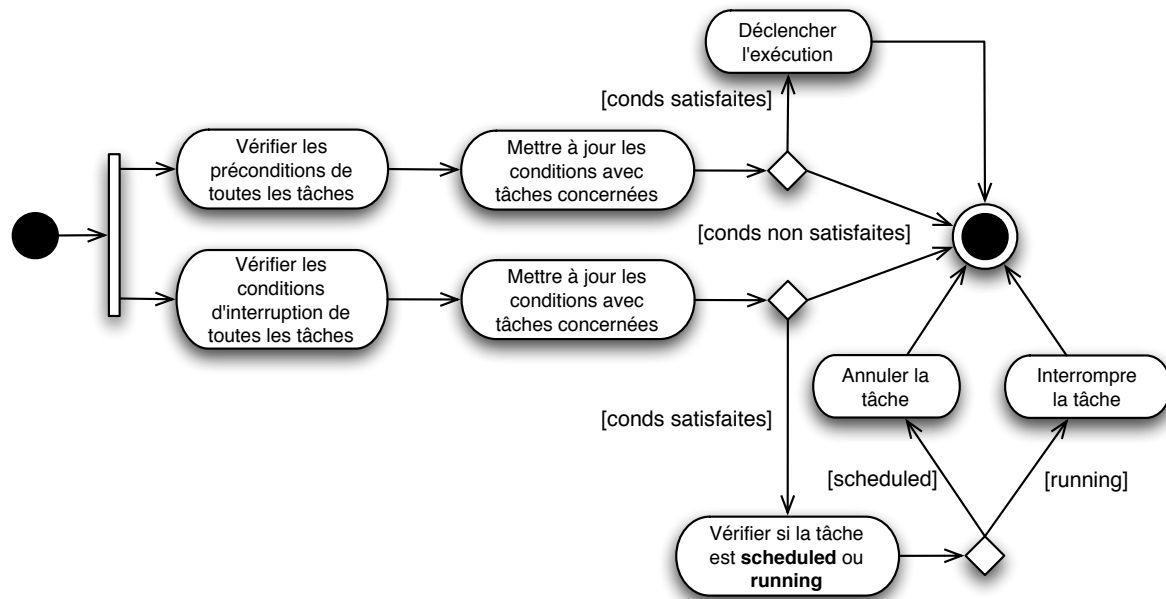 Déclencher
l'exécution
[conds satisfaites]
Vérifier les
préconditions de
toutes les tâches
Mettre à jour les
conditions avec
tâches concernées
[conds non satisfaites]
Vérifier les
conditions
d'interruption de
toutes les tâches
Mettre à jour les
conditions avec
tâches concernées
Annuler la
tâche
Interrompre
la tâche
[conds satisfaites]
[scheduled]
[running]
Vérifier si la tâche
est scheduled ou
running